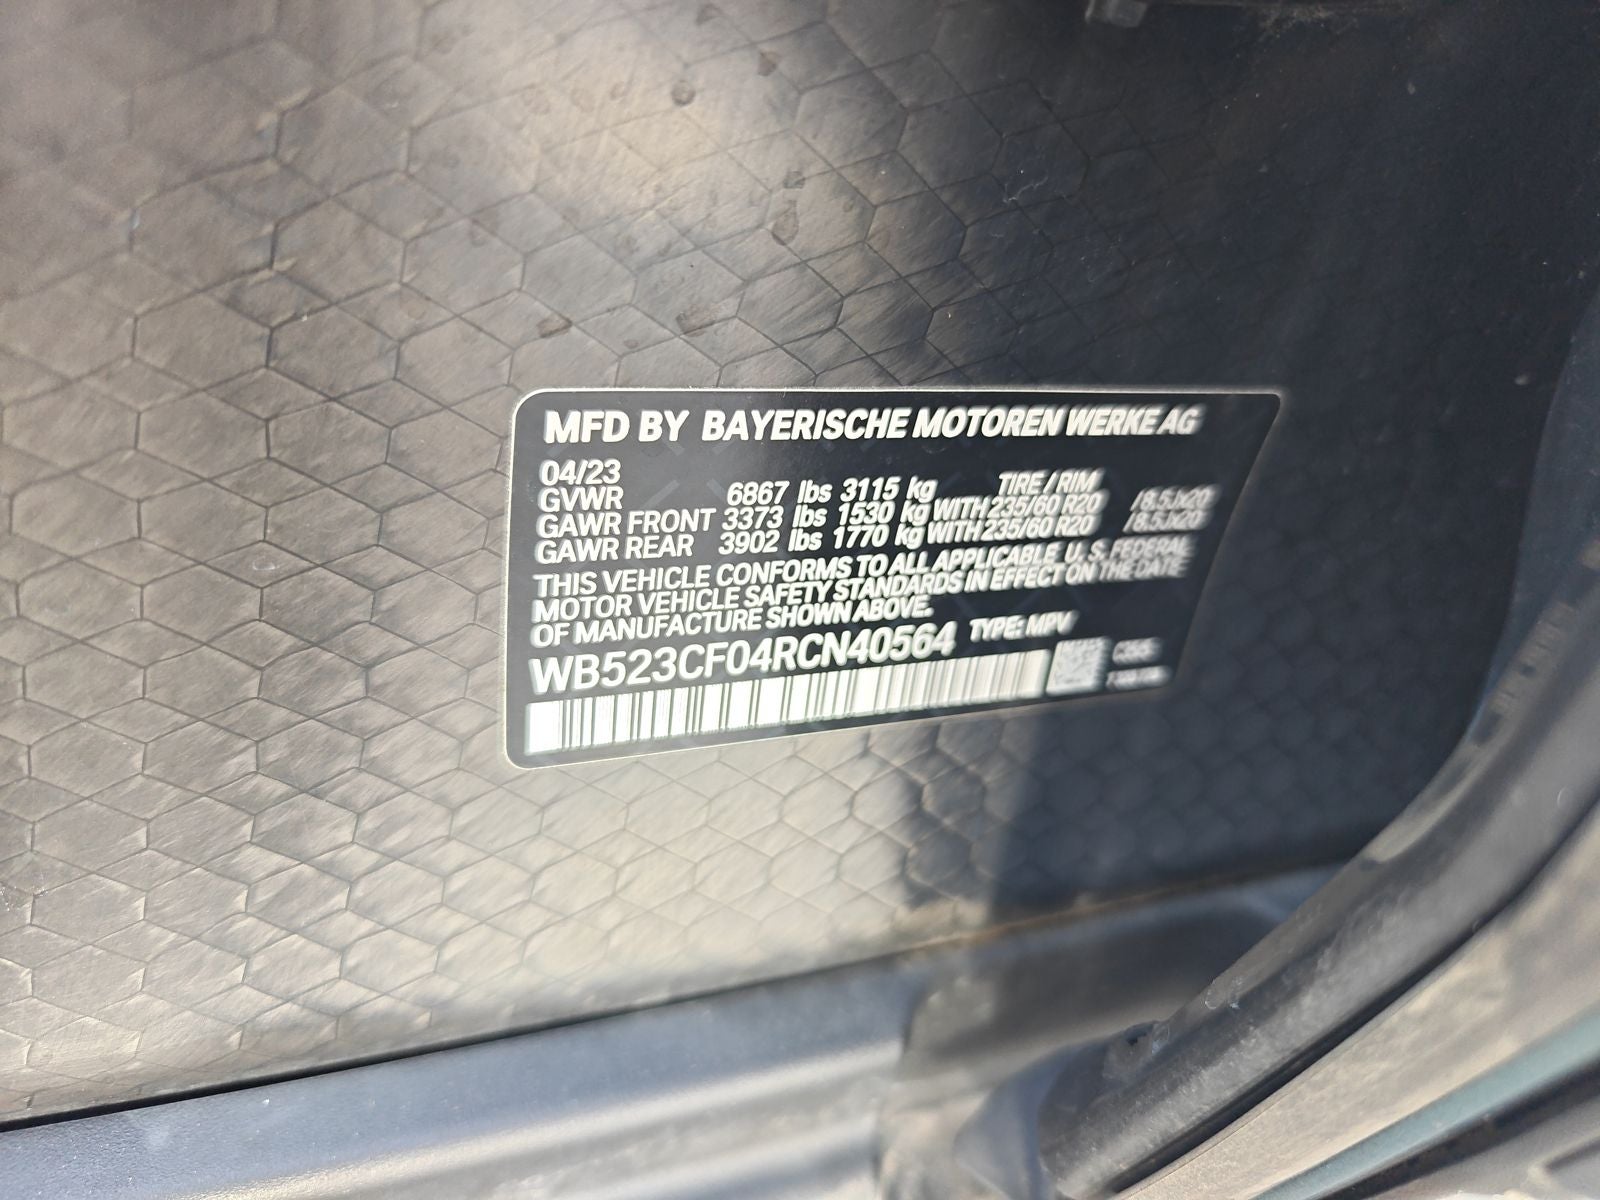 MFD BY BAYERISCHE MOTOREN WERKE AG
04/23
GVWR 6867 lbs 3115 kg TIRE / RIM
GAWR FRONT 3373 lbs 1530 kg WITH 235/60 R20 /8.5Jx20
GAWR REAR 3902 lbs 1770 kg WITH 235/60 R20 /8.5Jx20
THIS VEHICLE CONFORMS TO ALL APPLICABLE U. S. FEDERAL
MOTOR VEHICLE SAFETY STANDARDS IN EFFECT ON THE DATE
OF MANUFACTURE SHOWN ABOVE.
WB523CF04RCN40564 TYPE: MPV